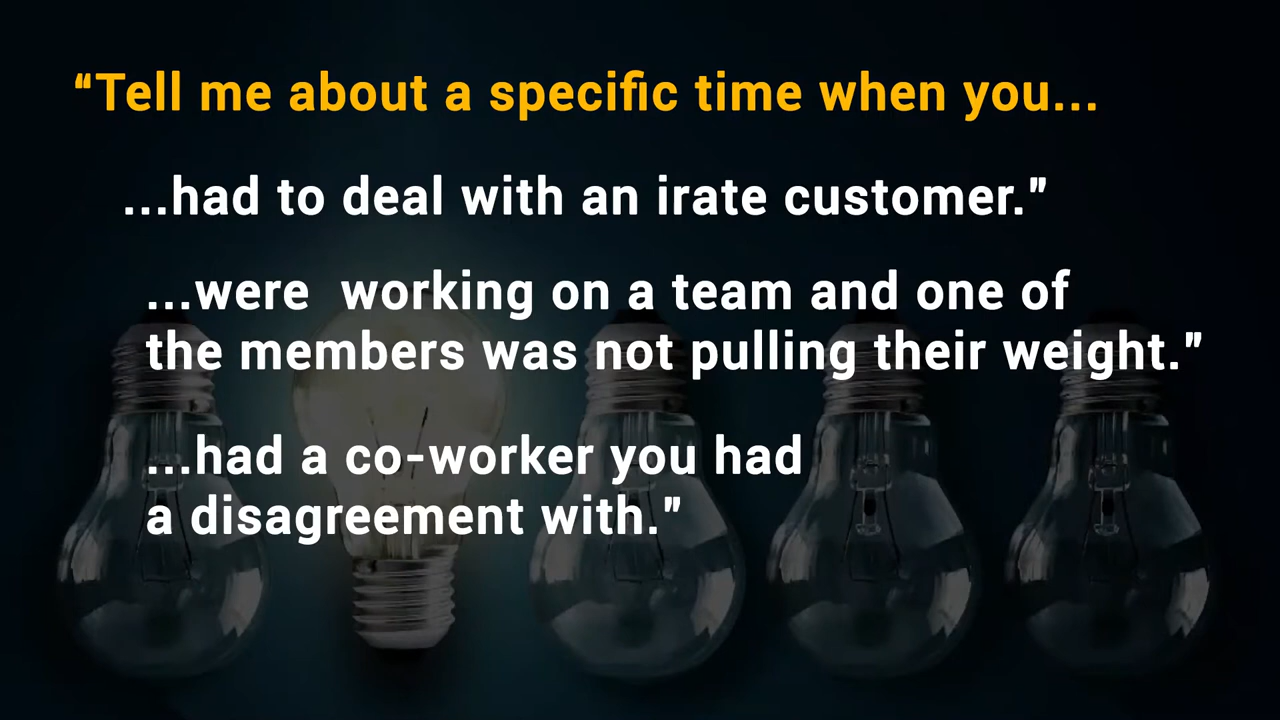 “Tell me about a specific time when you...
...had to deal with an irate customer.”
...were  working on a team and one of
the members was not pulling their weight.”
...had a co-worker you had
a disagreement with.”